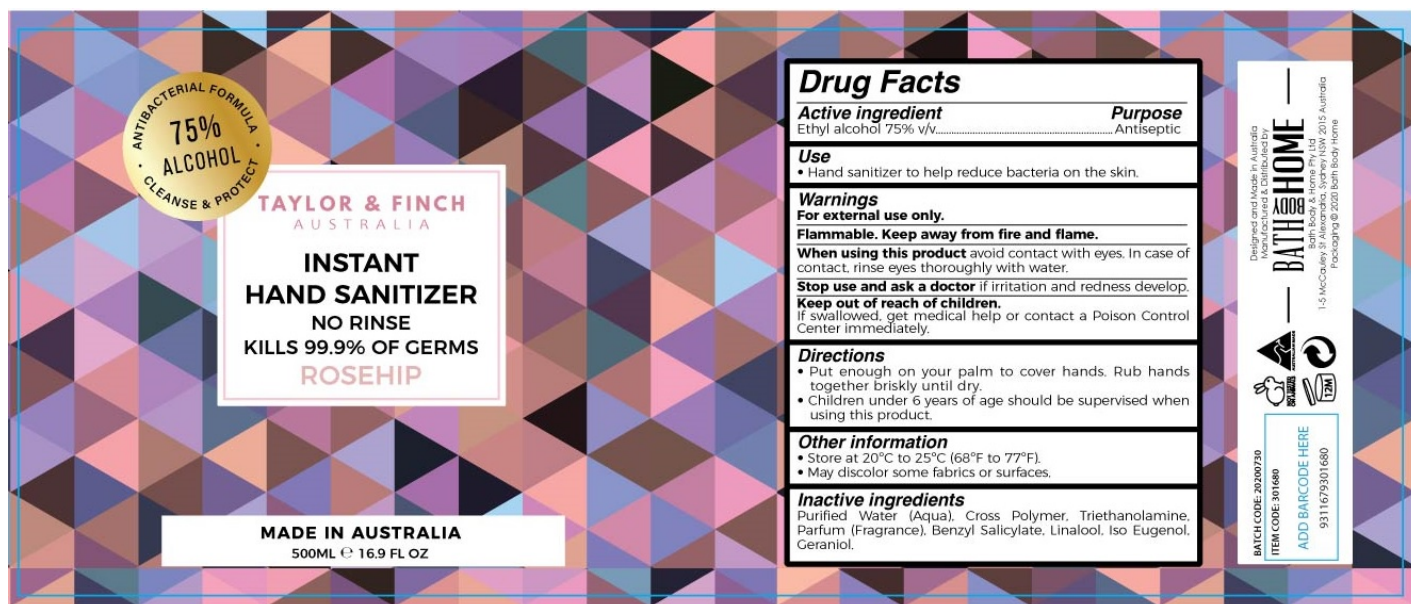 ANTIBACTERIAL FORMULA
75%
ALCOHOL
• CLEANSE & PROTECT •
TAYLOR & FINCH
AUSTRALIA
INSTANT
HAND SANITIZER
NO RINSE
KILLS 99.9% OF GERMS
ROSEHIP
MADE IN AUSTRALIA
500ML ℮ 16.9 FL OZ
Drug Facts
Active ingredient Purpose
Ethyl alcohol 75% v/v.......................................................... Antiseptic
Use
• Hand sanitizer to help reduce bacteria on the skin.
Warnings
For external use only.
Flammable. Keep away from fire and flame.
When using this product avoid contact with eyes. In case of
contact, rinse eyes thoroughly with water.
Stop use and ask a doctor if irritation and redness develop.
Keep out of reach of children.
If swallowed, get medical help or contact a Poison Control
Center immediately.
Directions
• Put enough on your palm to cover hands. Rub hands
together briskly until dry.
• Children under 6 years of age should be supervised when
using this product.
Other information
• Store at 20°C to 25°C (68°F to 77°F).
• May discolor some fabrics or surfaces.
Inactive ingredients
Purified Water (Aqua), Cross Polymer, Triethanolamine,
Parfum (Fragrance), Benzyl Salicylate, Linalool, Iso Eugenol,
Geraniol.
Designed and Made in Australia
Manufactured & Distributed by
BATH BODY HOME
Bath Body & Home Pty Ltd
1-5 McCauley St Alexandria, Sydney NSW 2015 Australia
Packaging © 2020 Bath Body Home
12M
BATCH CODE: 20200730
ITEM CODE: 301680
ADD BARCODE HERE
9311679301680